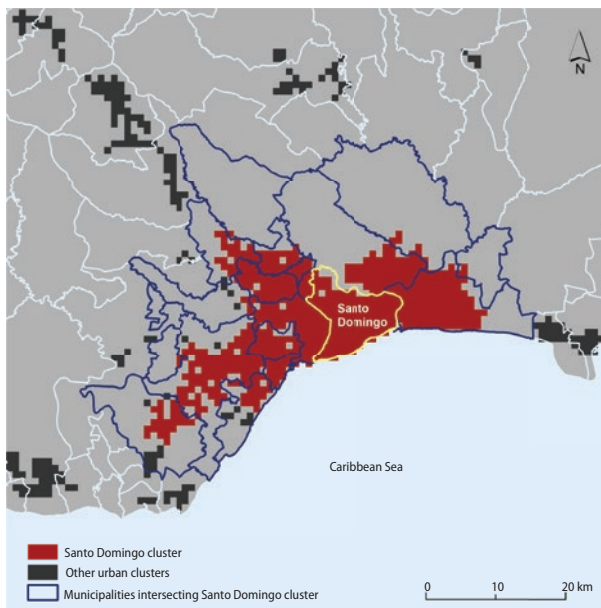 N
Santo
Domingo
Caribbean Sea
Santo Domingo cluster
Other urban clusters
Municipalities intersecting Santo Domingo cluster
0 10 20 km